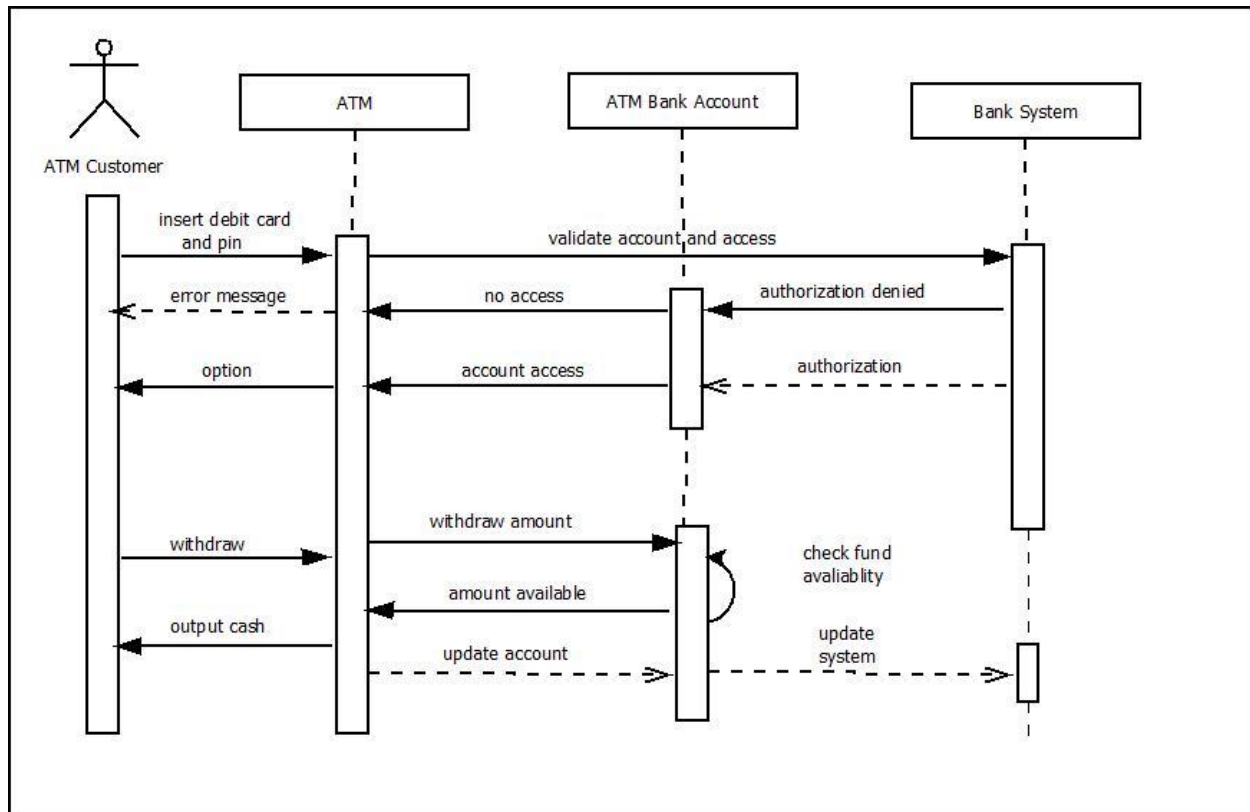 ATM
ATM Bank Account
Bank System
ATM Customer
insert debit card
and pin
validate account and access
error message
no access
authorization denied
option
account access
authorization
withdraw
withdraw amount
check fund
avaliablity
amount available
output cash
update account
update
system